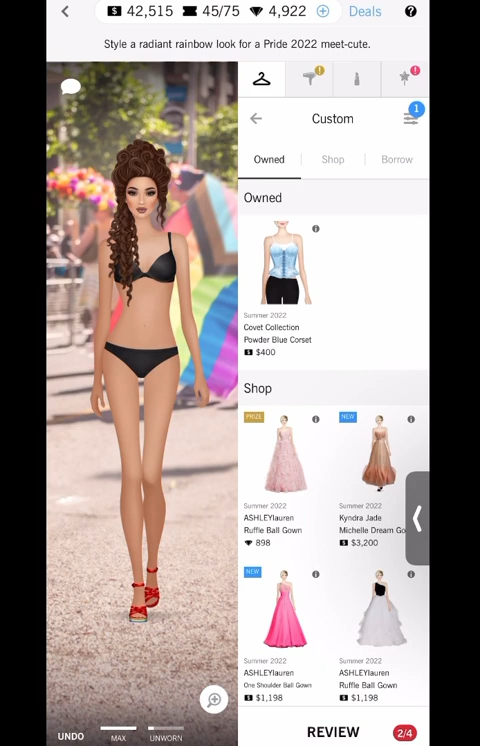 42,515 45/75 4,922 Deals
Style a radiant rainbow look for a Pride 2022 meet-cute.
1
Custom
Owned Shop Borrow
Owned
Summer 2022
Covet Collection
Powder Blue Corset
$400
Shop
PRIZE
Summer 2022
ASHLEYlauren
Ruffle Ball Gown
898
NEW
Summer 2022
Kyndra Jade
Michelle Dream Go
$3,200
NEW
Summer 2022
ASHLEYlauren
One Shoulder Ball Gown
$1,198
Summer 2022
ASHLEYlauren
Ruffle Ball Gown
$1,198
UNDO MAX UNWORN
REVIEW 2/4